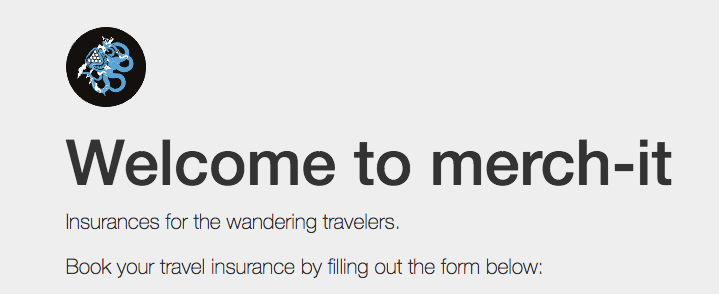 Welcome to merch-it
Insurances for the wandering travelers.
Book your travel insurance by filling out the form below: